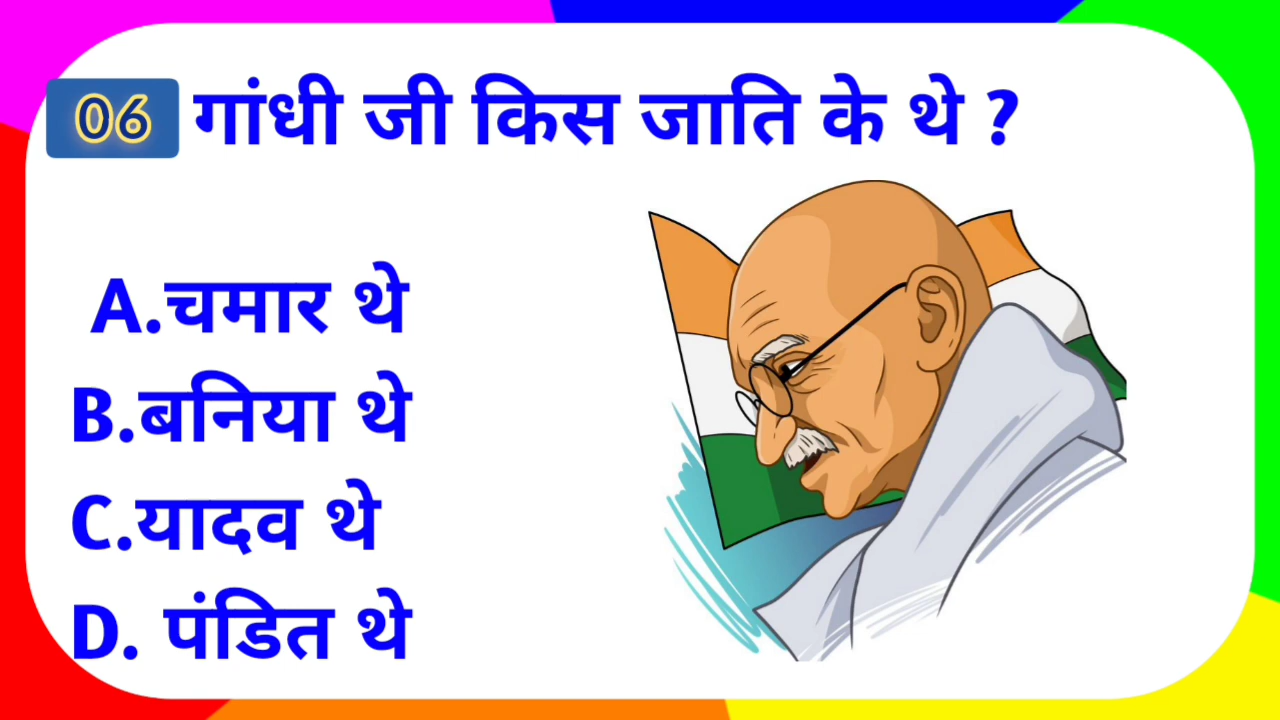 06 गांधी जी किस जाति के थे ?
A.चमार थे
B.बनिया थे
C.यादव थे
D. पंडित थे